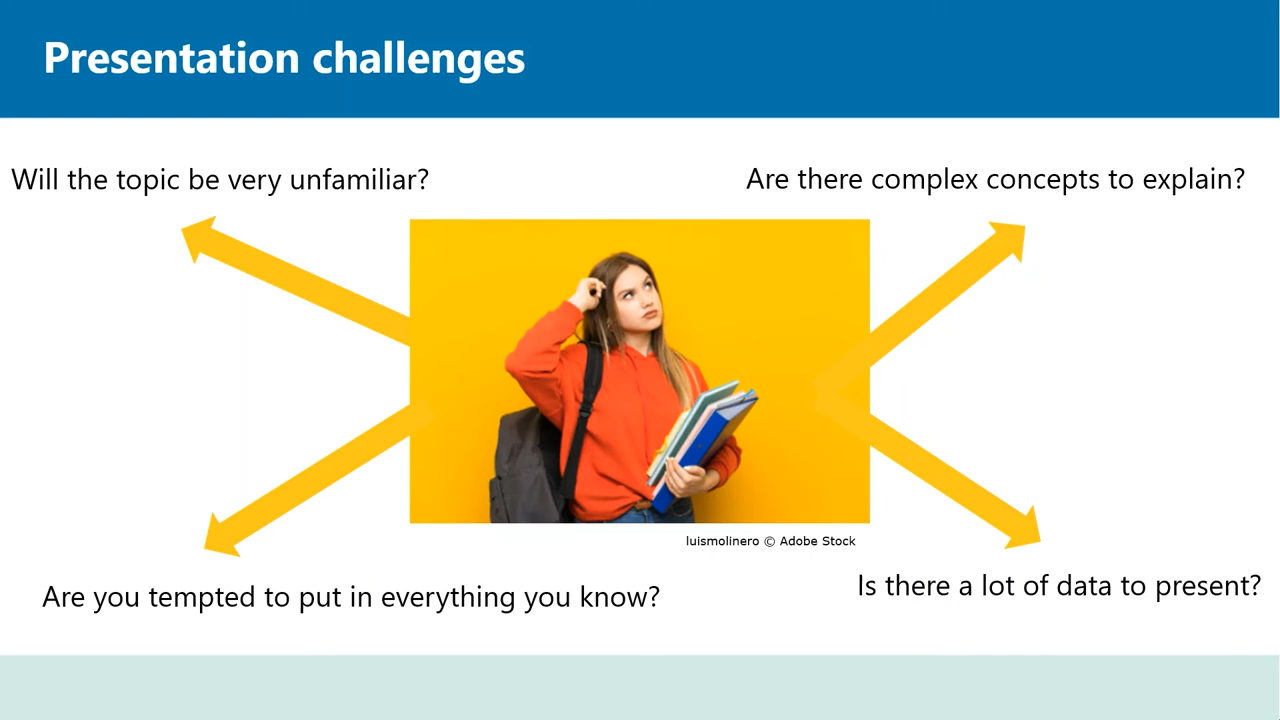 Presentation challenges
Will the topic be very unfamiliar?
Are there complex concepts to explain?
luismolinero © Adobe Stock
Are you tempted to put in everything you know?
Is there a lot of data to present?